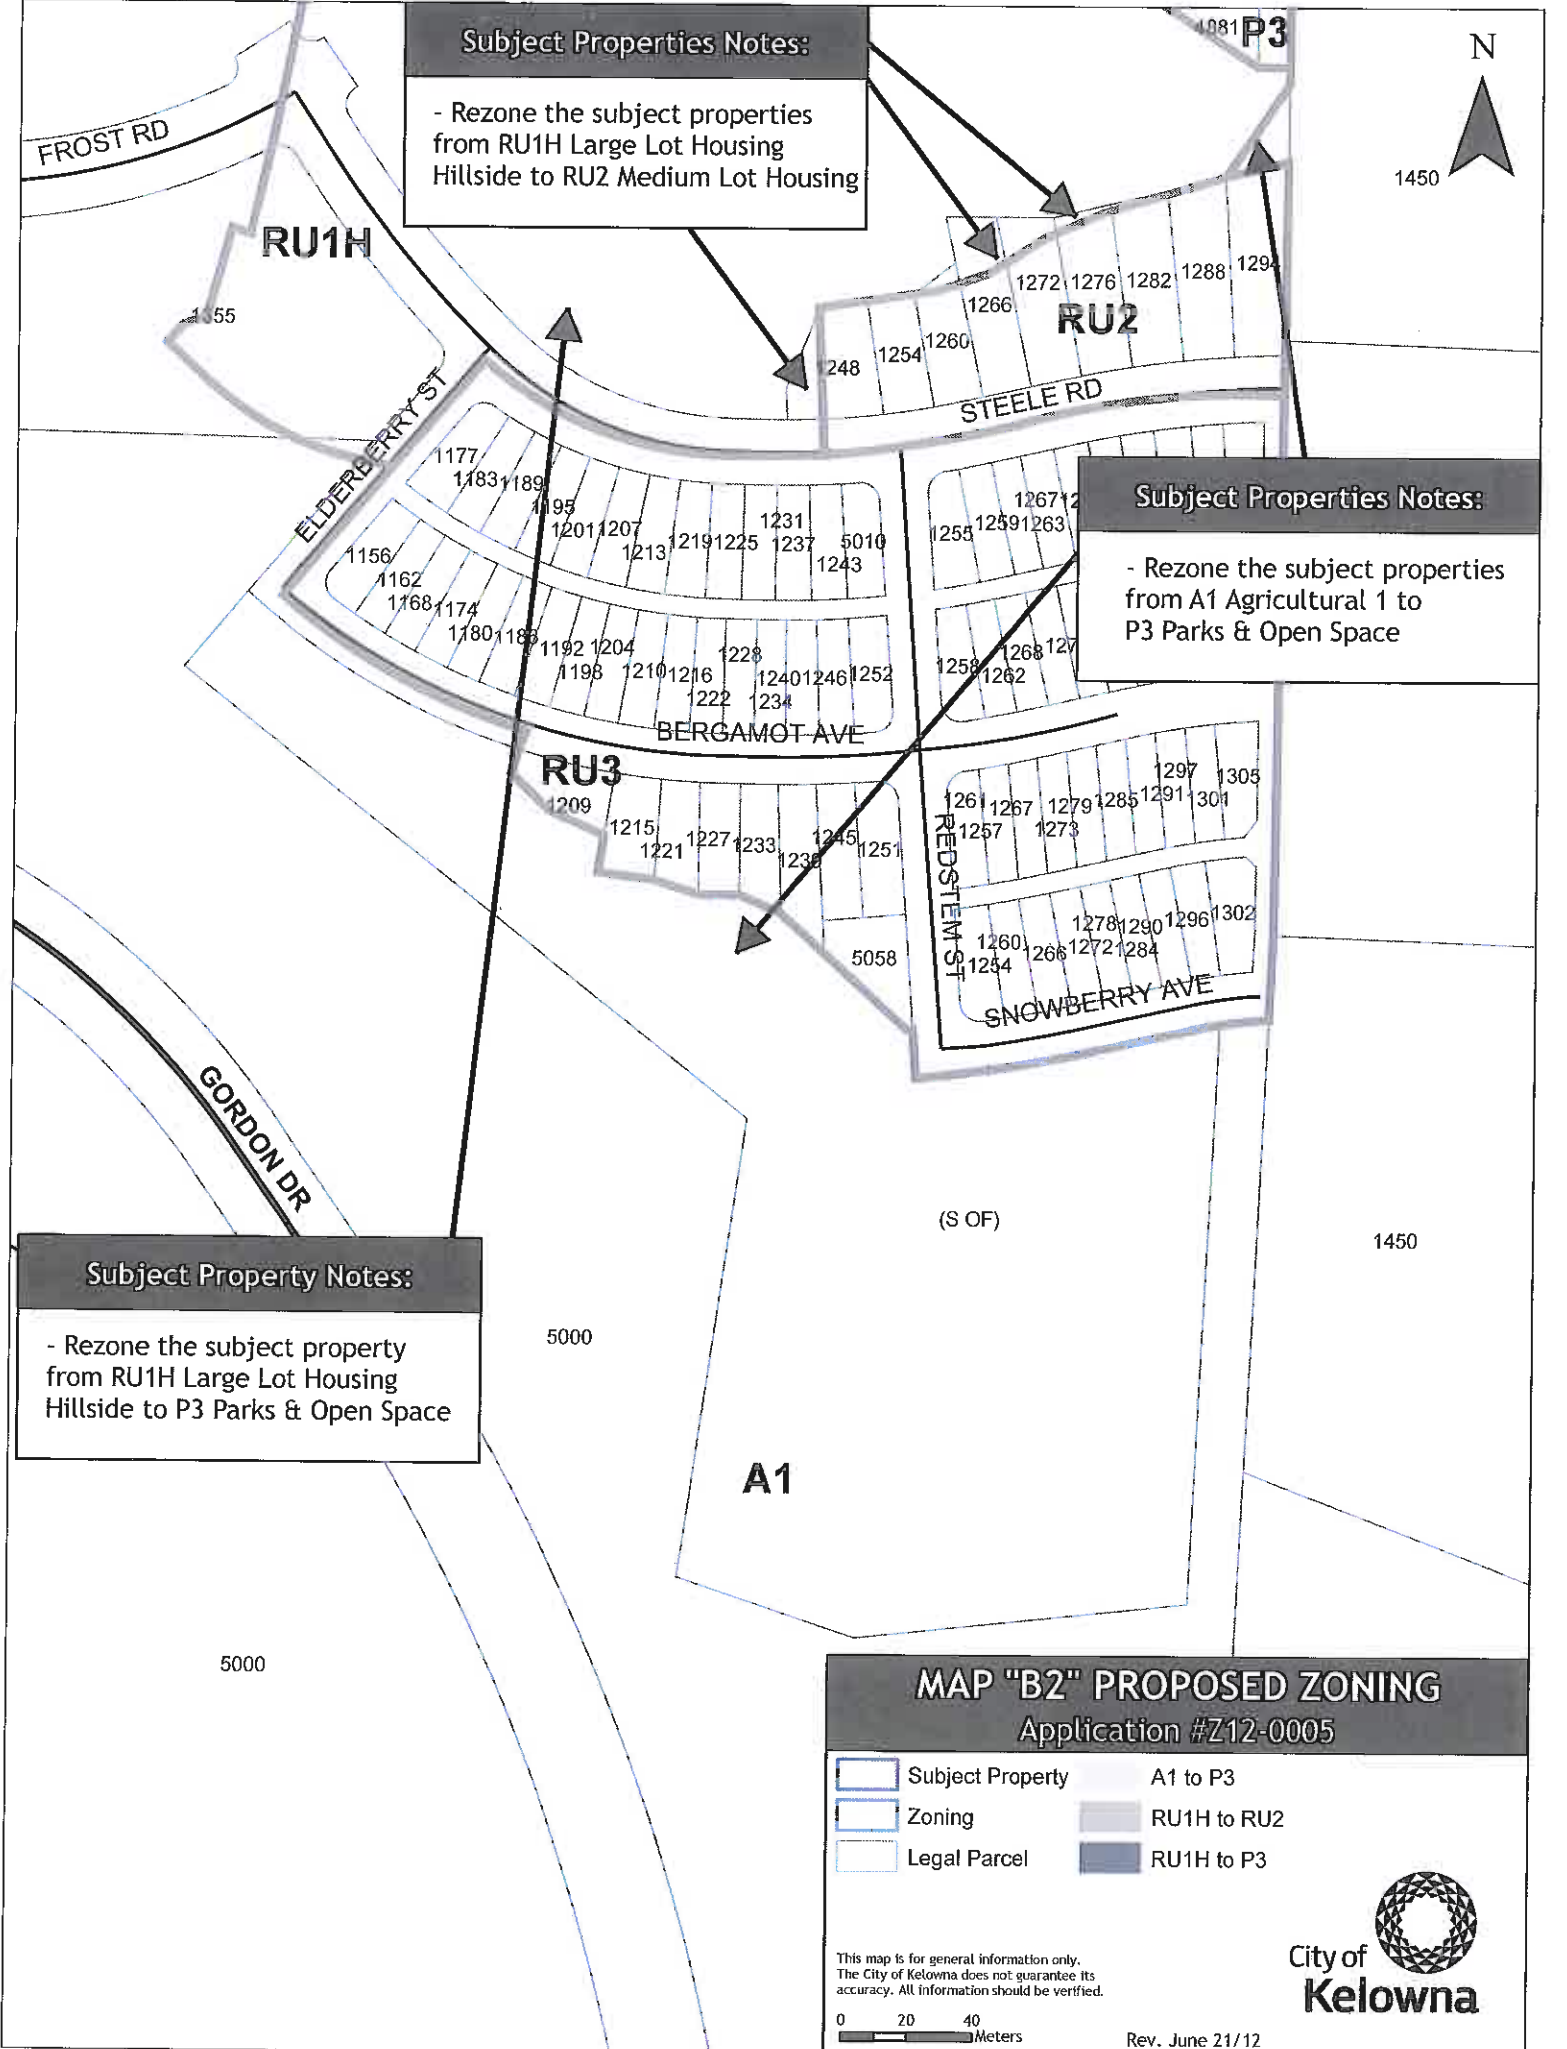 Subject Properties Notes:
- Rezone the subject properties
from RU1H Large Lot Housing
Hillside to RU2 Medium Lot Housing
P3
N
1450
FROST RD
RU1H
1355
1248
1254
1260
1266
1272
1276
1282
1288
1294
RU2
STEELE RD
ELDERBERRY ST
1177
1183
1189
1195
1201
1207
1213
1219
1225
1231
1237
1243
5010
1255
1259
1263
1267
Subject Properties Notes:
- Rezone the subject properties
from A1 Agricultural 1 to
P3 Parks & Open Space
1156
1162
1168
1174
1180
1192
1198
1204
1210
1216
1222
1228
1234
1240
1246
1252
1258
1262
1268
BERGAMOT AVE
RU3
1209
1215
1221
1227
1233
1239
1245
1251
5058
REDSTEM ST
1261
1257
1267
1273
1279
1285
1291
1297
1301
1305
1254
1260
1266
1272
1278
1284
1290
1296
1302
SNOWBERRY AVE
GORDON DR
(S OF)
1450
Subject Property Notes:
- Rezone the subject property
from RU1H Large Lot Housing
Hillside to P3 Parks & Open Space
5000
A1
5000
MAP "B2" PROPOSED ZONING
Application #Z12-0005
Subject Property
A1 to P3
Zoning
RU1H to RU2
Legal Parcel
RU1H to P3
This map is for general information only.
The City of Kelowna does not guarantee its
accuracy. All information should be verified.
0 20 40
Meters
Rev. June 21/12
City of
Kelowna